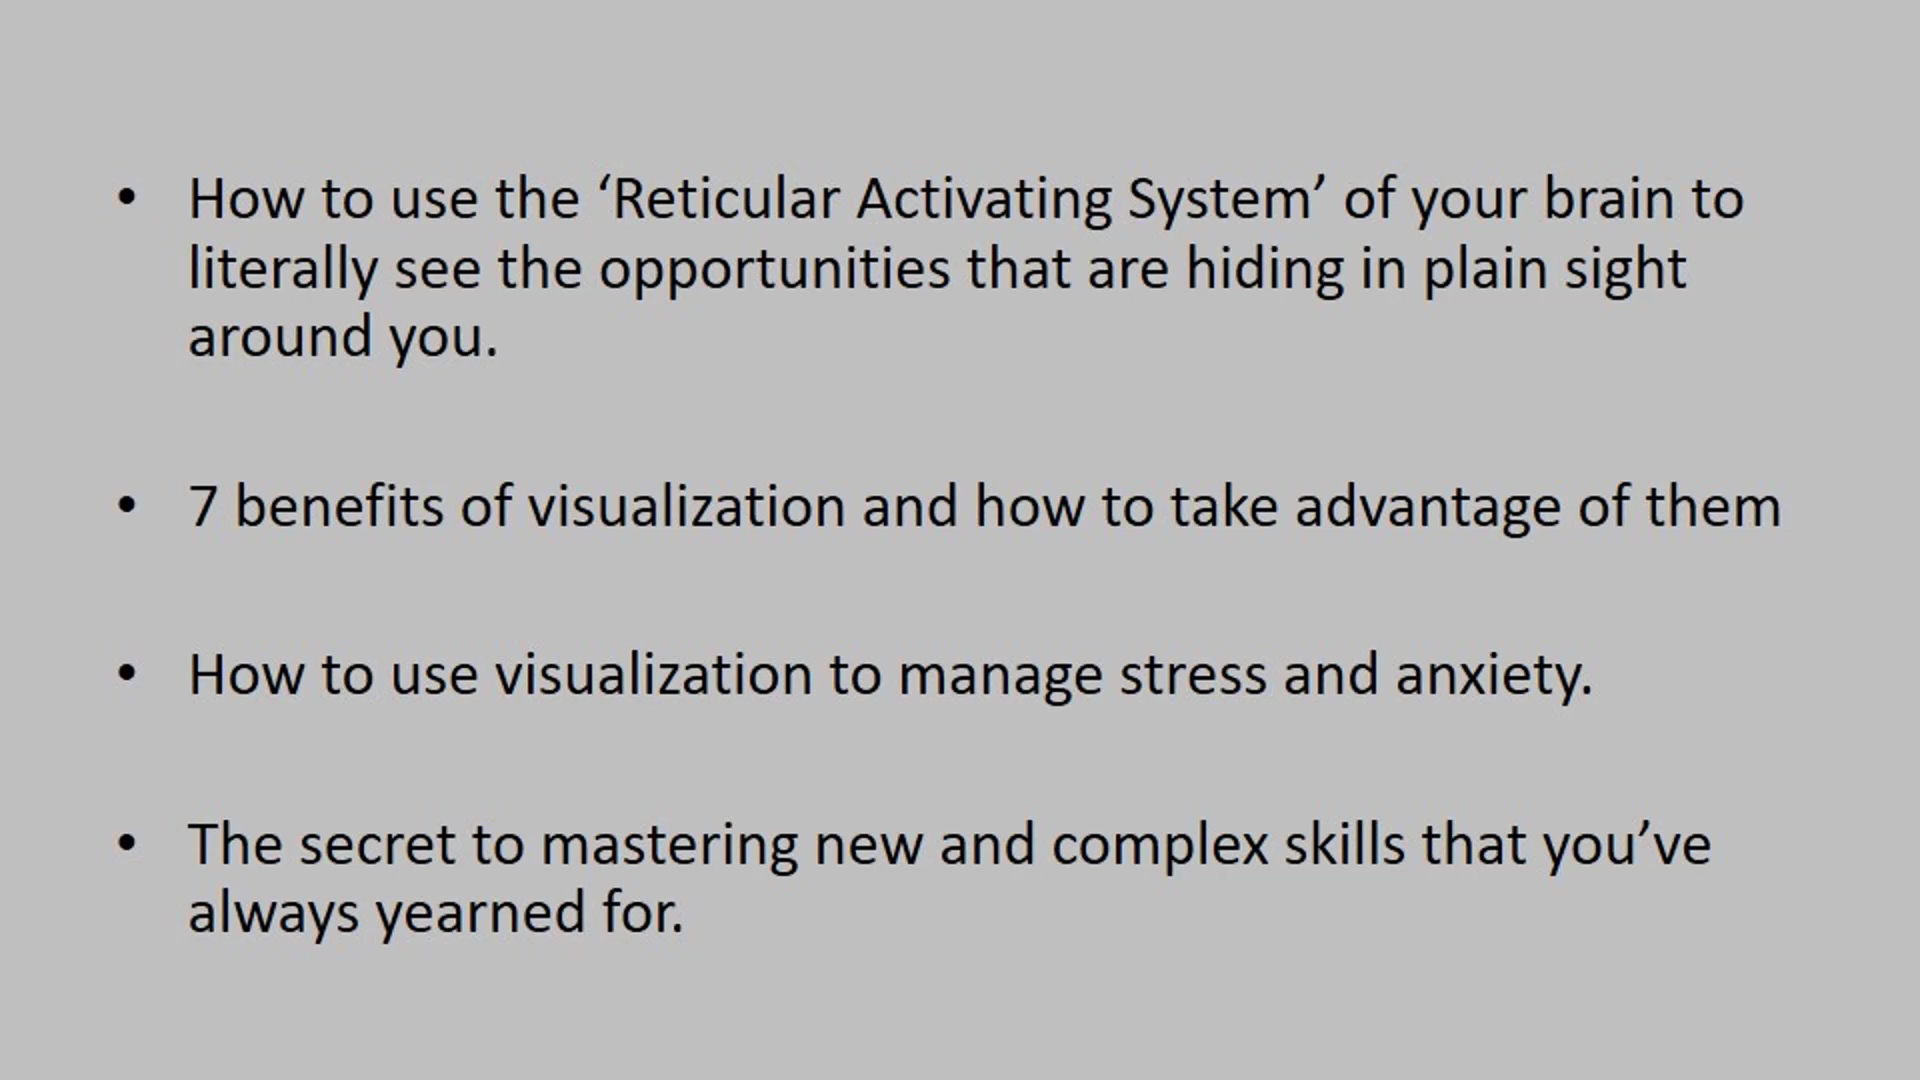 • How to use the ‘Reticular Activating System’ of your brain to
literally see the opportunities that are hiding in plain sight
around you.
• 7 benefits of visualization and how to take advantage of them
• How to use visualization to manage stress and anxiety.
• The secret to mastering new and complex skills that you’ve
always yearned for.